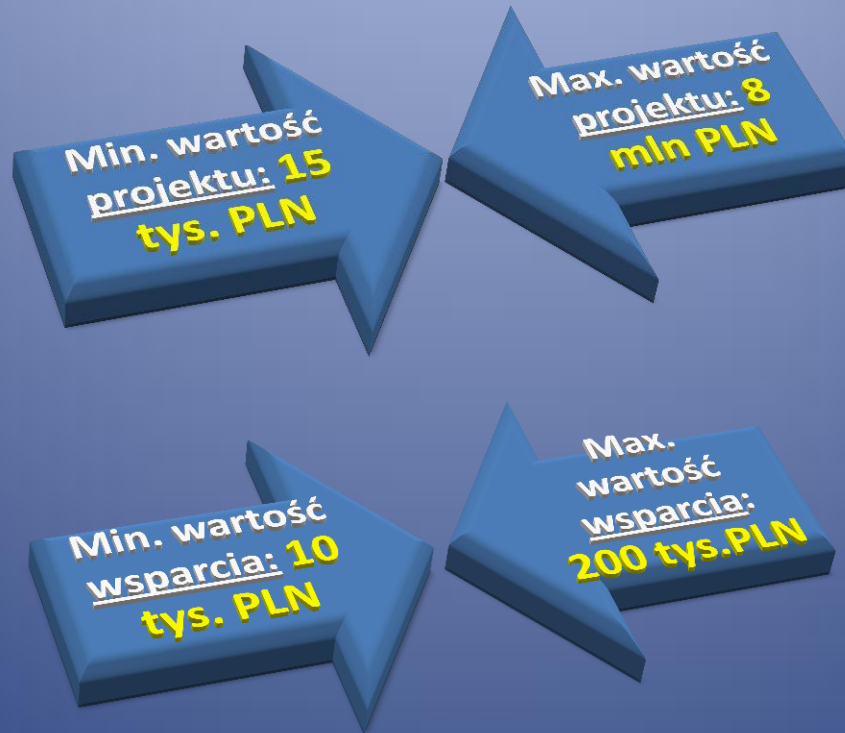 Min. wartość
projektu: 15
tys. PLN
Max. wartość
projektu: 8
mln PLN
Min. wartość
wsparcia: 10
tys. PLN
Max.
wartość
wsparcia:
200 tys.PLN